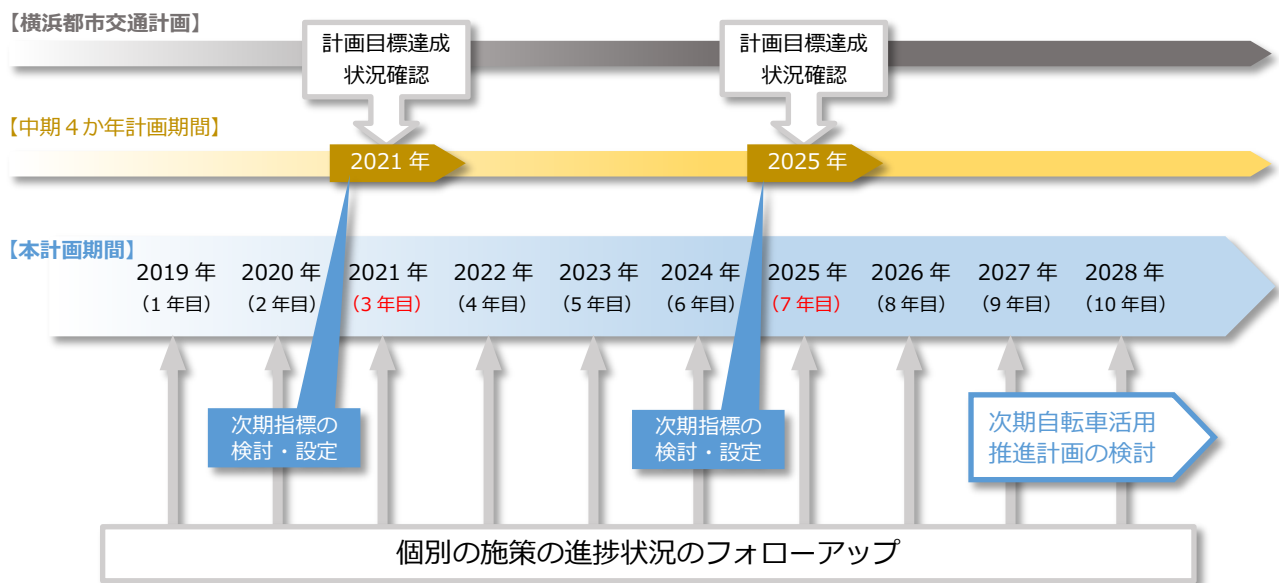 【横浜都市交通計画】
計画目標達成
状況確認
計画目標達成
状況確認
【中期４か年計画期間】
2021 年
2025 年
【本計画期間】
2019 年
（1 年目）
2020 年
（2 年目）
2021 年
（3 年目）
2022 年
（4 年目）
2023 年
（5 年目）
2024 年
（6 年目）
2025 年
（7 年目）
2026 年
（8 年目）
2027 年
（9 年目）
2028 年
（10 年目）
次期指標の
検討・設定
次期指標の
検討・設定
次期自転車活用
推進計画の検討
個別の施策の進捗状況のフォローアップ